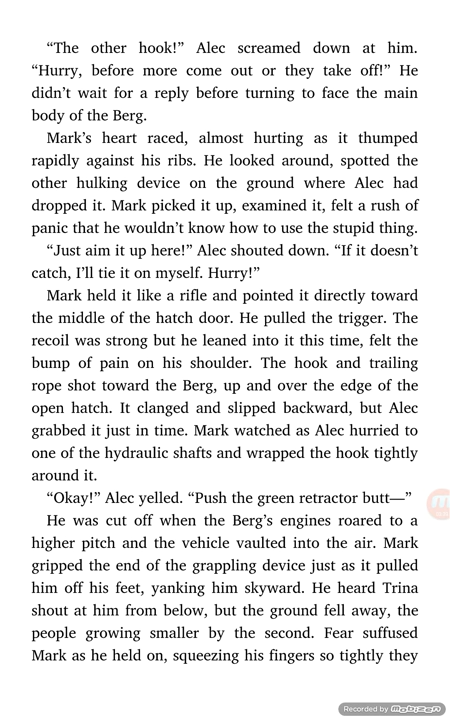 “The other hook!” Alec screamed down at him.
“Hurry, before more come out or they take off!” He
didn’t wait for a reply before turning to face the main
body of the Berg.
Mark’s heart raced, almost hurting as it thumped
rapidly against his ribs. He looked around, spotted the
other hulking device on the ground where Alec had
dropped it. Mark picked it up, examined it, felt a rush of
panic that he wouldn’t know how to use the stupid thing.
“Just aim it up here!” Alec shouted down. “If it doesn’t
catch, I’ll tie it on myself. Hurry!”
Mark held it like a rifle and pointed it directly toward
the middle of the hatch door. He pulled the trigger. The
recoil was strong but he leaned into it this time, felt the
bump of pain on his shoulder. The hook and trailing
rope shot toward the Berg, up and over the edge of the
open hatch. It clanged and slipped backward, but Alec
grabbed it just in time. Mark watched as Alec hurried to
one of the hydraulic shafts and wrapped the hook tightly
around it.
“Okay!” Alec yelled. “Push the green retractor butt—”
He was cut off when the Berg’s engines roared to a
higher pitch and the vehicle vaulted into the air. Mark
gripped the end of the grappling device just as it pulled
him off his feet, yanking him skyward. He heard Trina
shout at him from below, but the ground fell away, the
people growing smaller by the second. Fear suffused
Mark as he held on, squeezing his fingers so tightly they
Recorded by mobizen